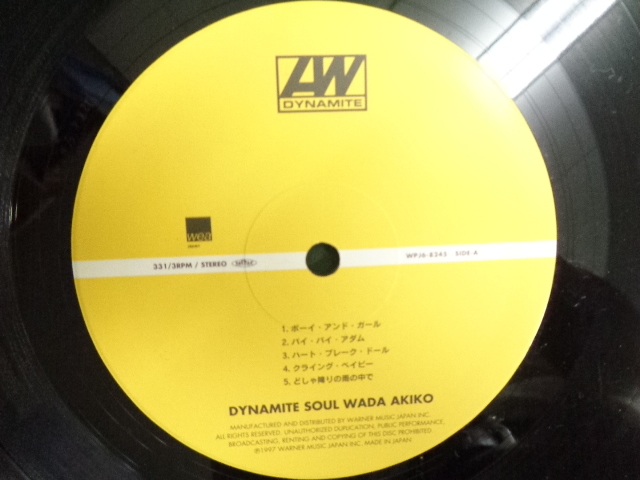 AW
DYNAMITE
wea
JAPAN
331/3RPM / STEREO
WPJ6-8245 SIDE-A
1. ボーイ・アンド・ガール
2. バイ・バイ・アダム
3. ハート・ブレーク・ドール
4. クライング・ベイビー
5. どしゃ降りの雨の中で
DYNAMITE SOUL WADA AKIKO
MANUFACTURED AND DISTRIBUTED BY WARNER MUSIC JAPAN INC.
ALL RIGHTS RESERVED. UNAUTHORIZED DUPLICATION, PUBLIC PERFORMANCE,
BROADCASTING, RENTING AND COPYING OF THIS DISC PROHIBITED.
℗1997 WARNER MUSIC JAPAN INC. MADE IN JAPAN